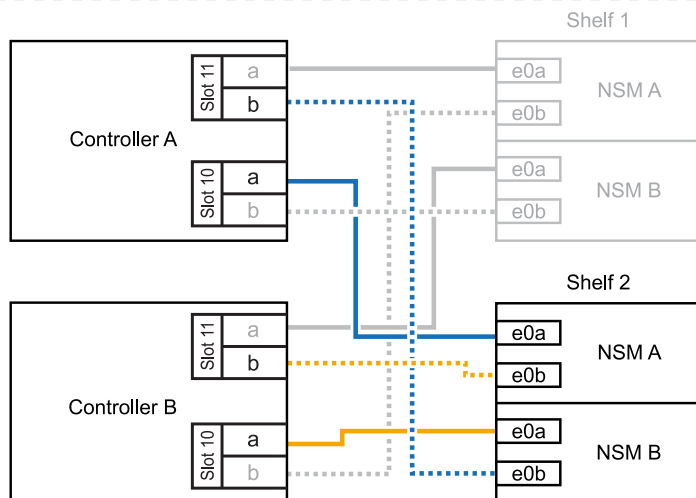 Shelf 1
Slot 11
a
b
Controller A
Slot 10
a
b
e0a
e0b
NSM A
e0a
e0b
NSM B
Shelf 2
Slot 11
a
b
Controller B
Slot 10
a
b
e0a
e0b
NSM A
e0a
e0b
NSM B